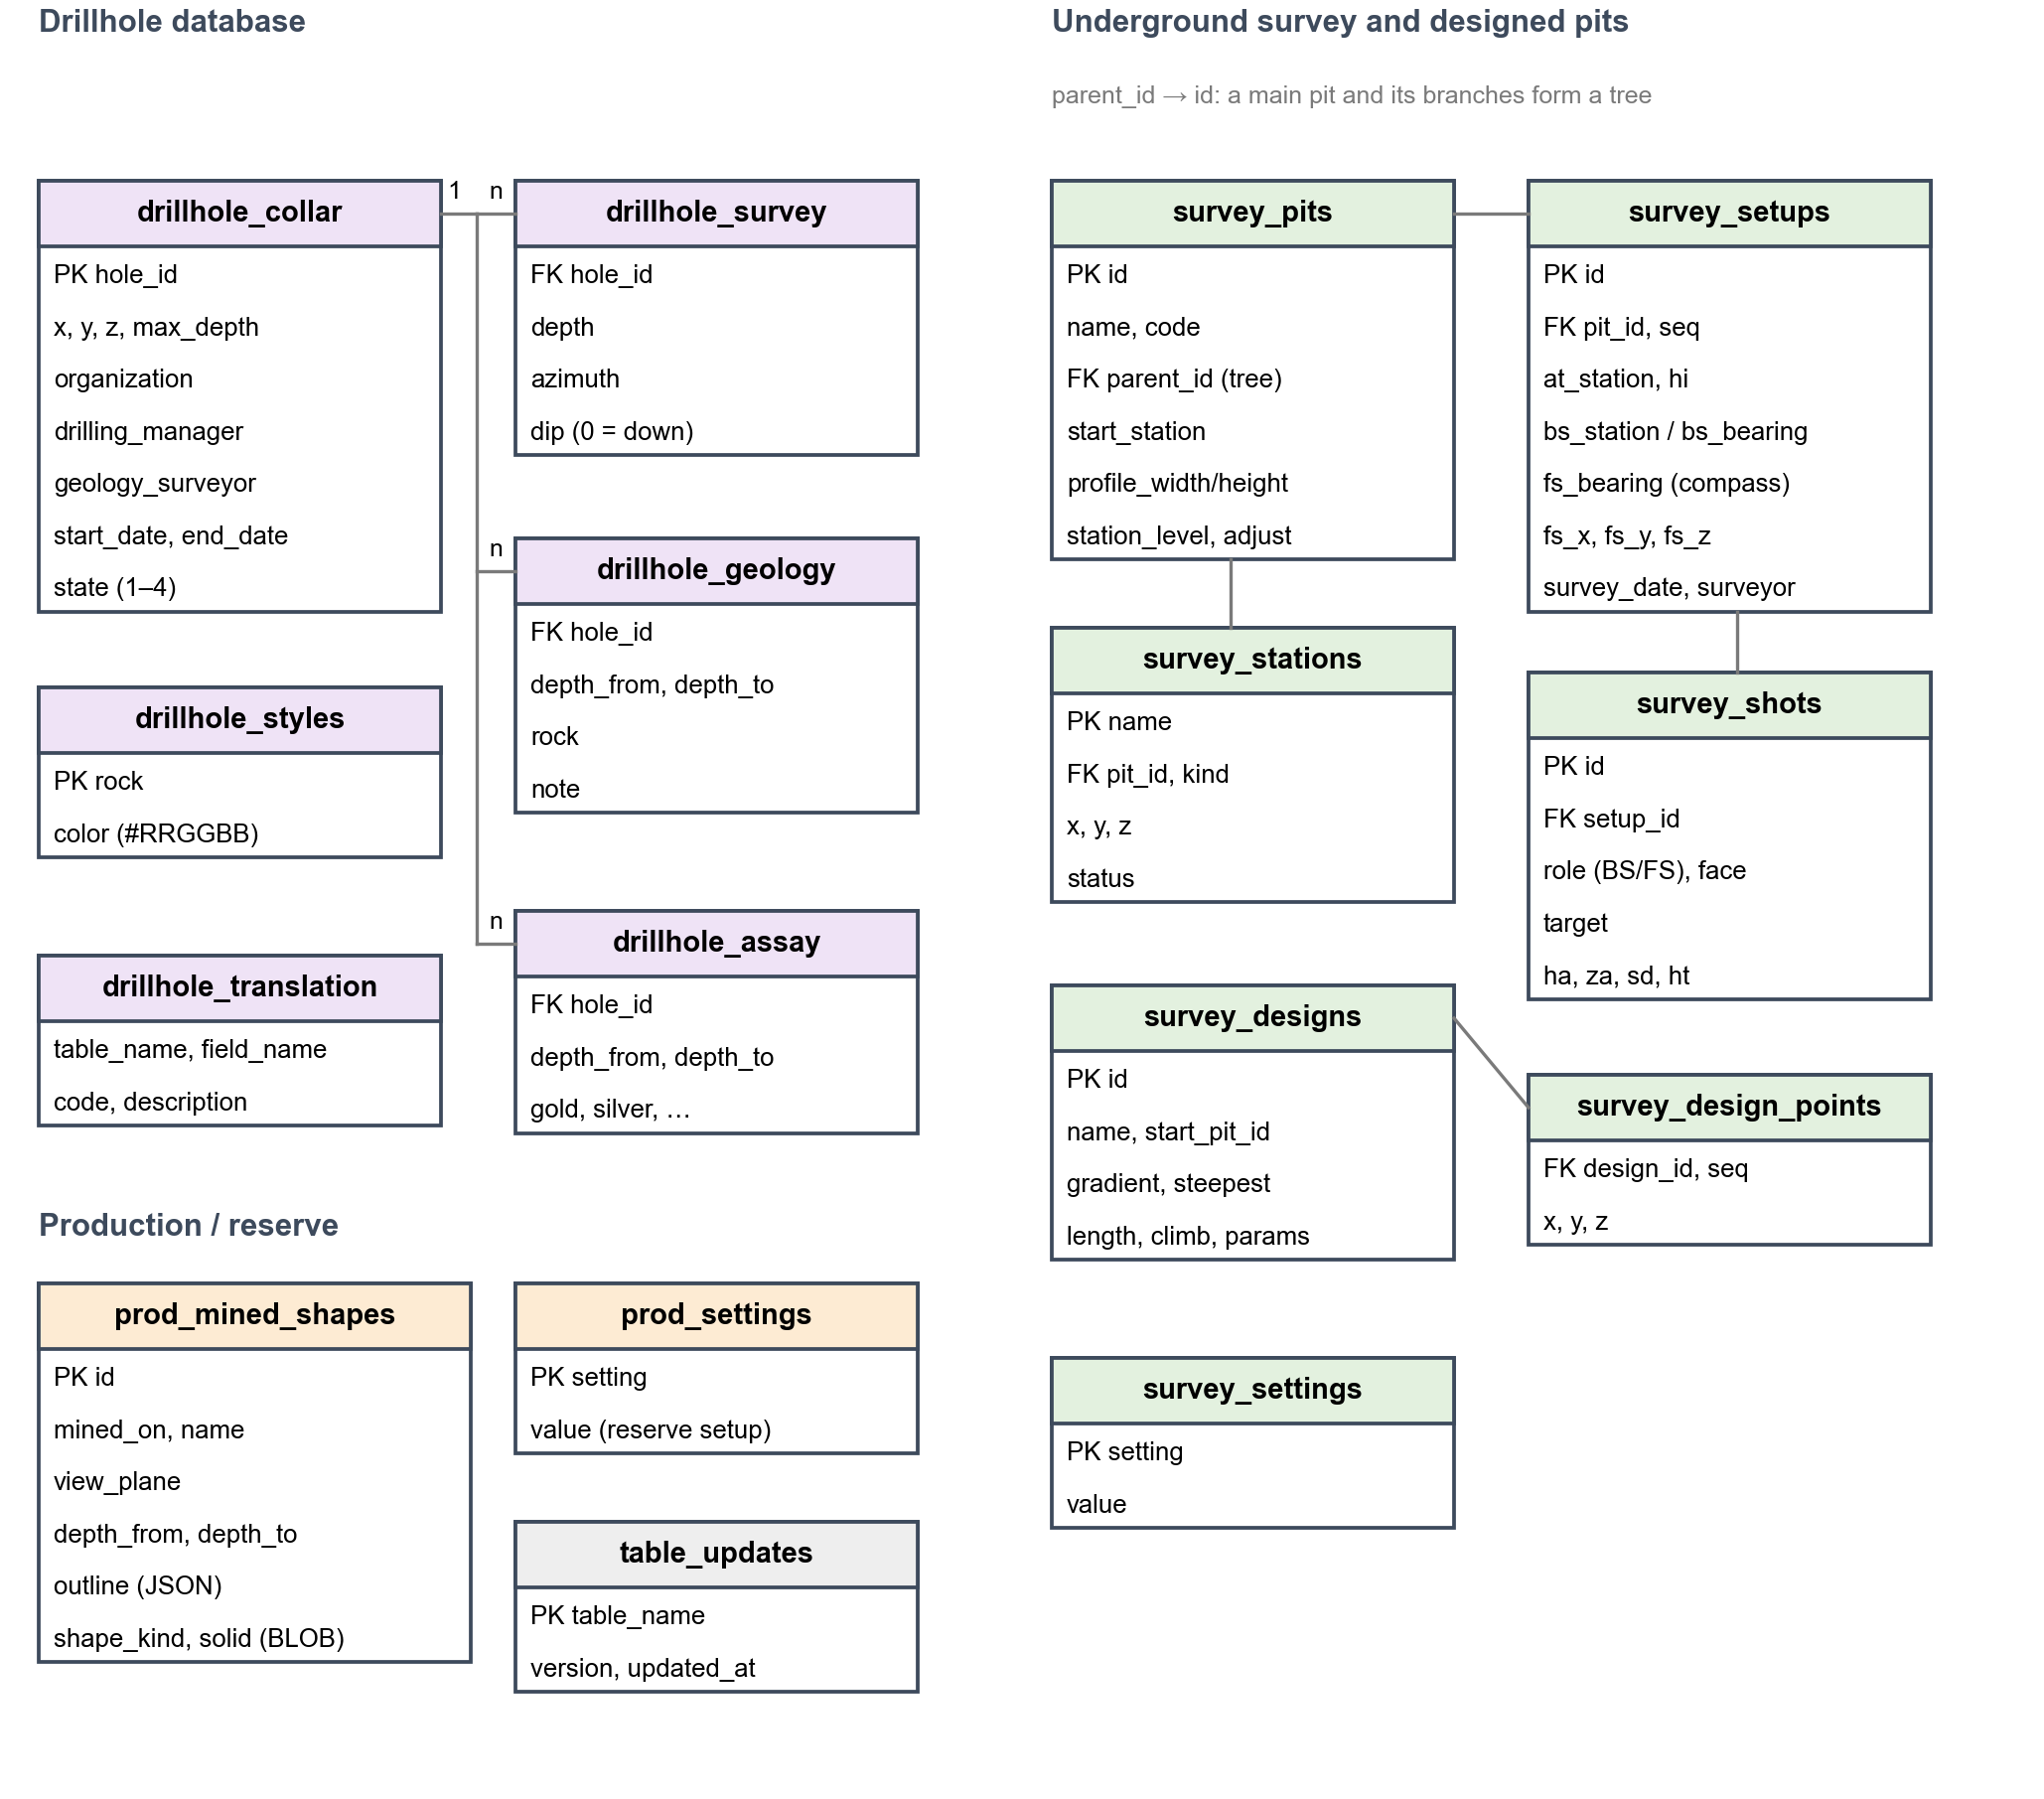 Drillhole database
drillhole_collar
PK hole_id
x, y, z, max_depth
organization
drilling_manager
geology_surveyor
start_date, end_date
state (1–4)
1
n
drillhole_survey
FK hole_id
depth
azimuth
dip (0 = down)
n
drillhole_geology
FK hole_id
depth_from, depth_to
rock
note
drillhole_styles
PK rock
color (#RRGGBB)
n
drillhole_assay
FK hole_id
depth_from, depth_to
gold, silver, …
drillhole_translation
table_name, field_name
code, description
Production / reserve
prod_mined_shapes
PK id
mined_on, name
view_plane
depth_from, depth_to
outline (JSON)
shape_kind, solid (BLOB)
prod_settings
PK setting
value (reserve setup)
table_updates
PK table_name
version, updated_at
Underground survey and designed pits
parent_id → id: a main pit and its branches form a tree
survey_pits
PK id
name, code
FK parent_id (tree)
start_station
profile_width/height
station_level, adjust
survey_setups
PK id
FK pit_id, seq
at_station, hi
bs_station / bs_bearing
fs_bearing (compass)
fs_x, fs_y, fs_z
survey_date, surveyor
survey_stations
PK name
FK pit_id, kind
x, y, z
status
survey_shots
PK id
FK setup_id
role (BS/FS), face
target
ha, za, sd, ht
survey_designs
PK id
name, start_pit_id
gradient, steepest
length, climb, params
survey_design_points
FK design_id, seq
x, y, z
survey_settings
PK setting
value